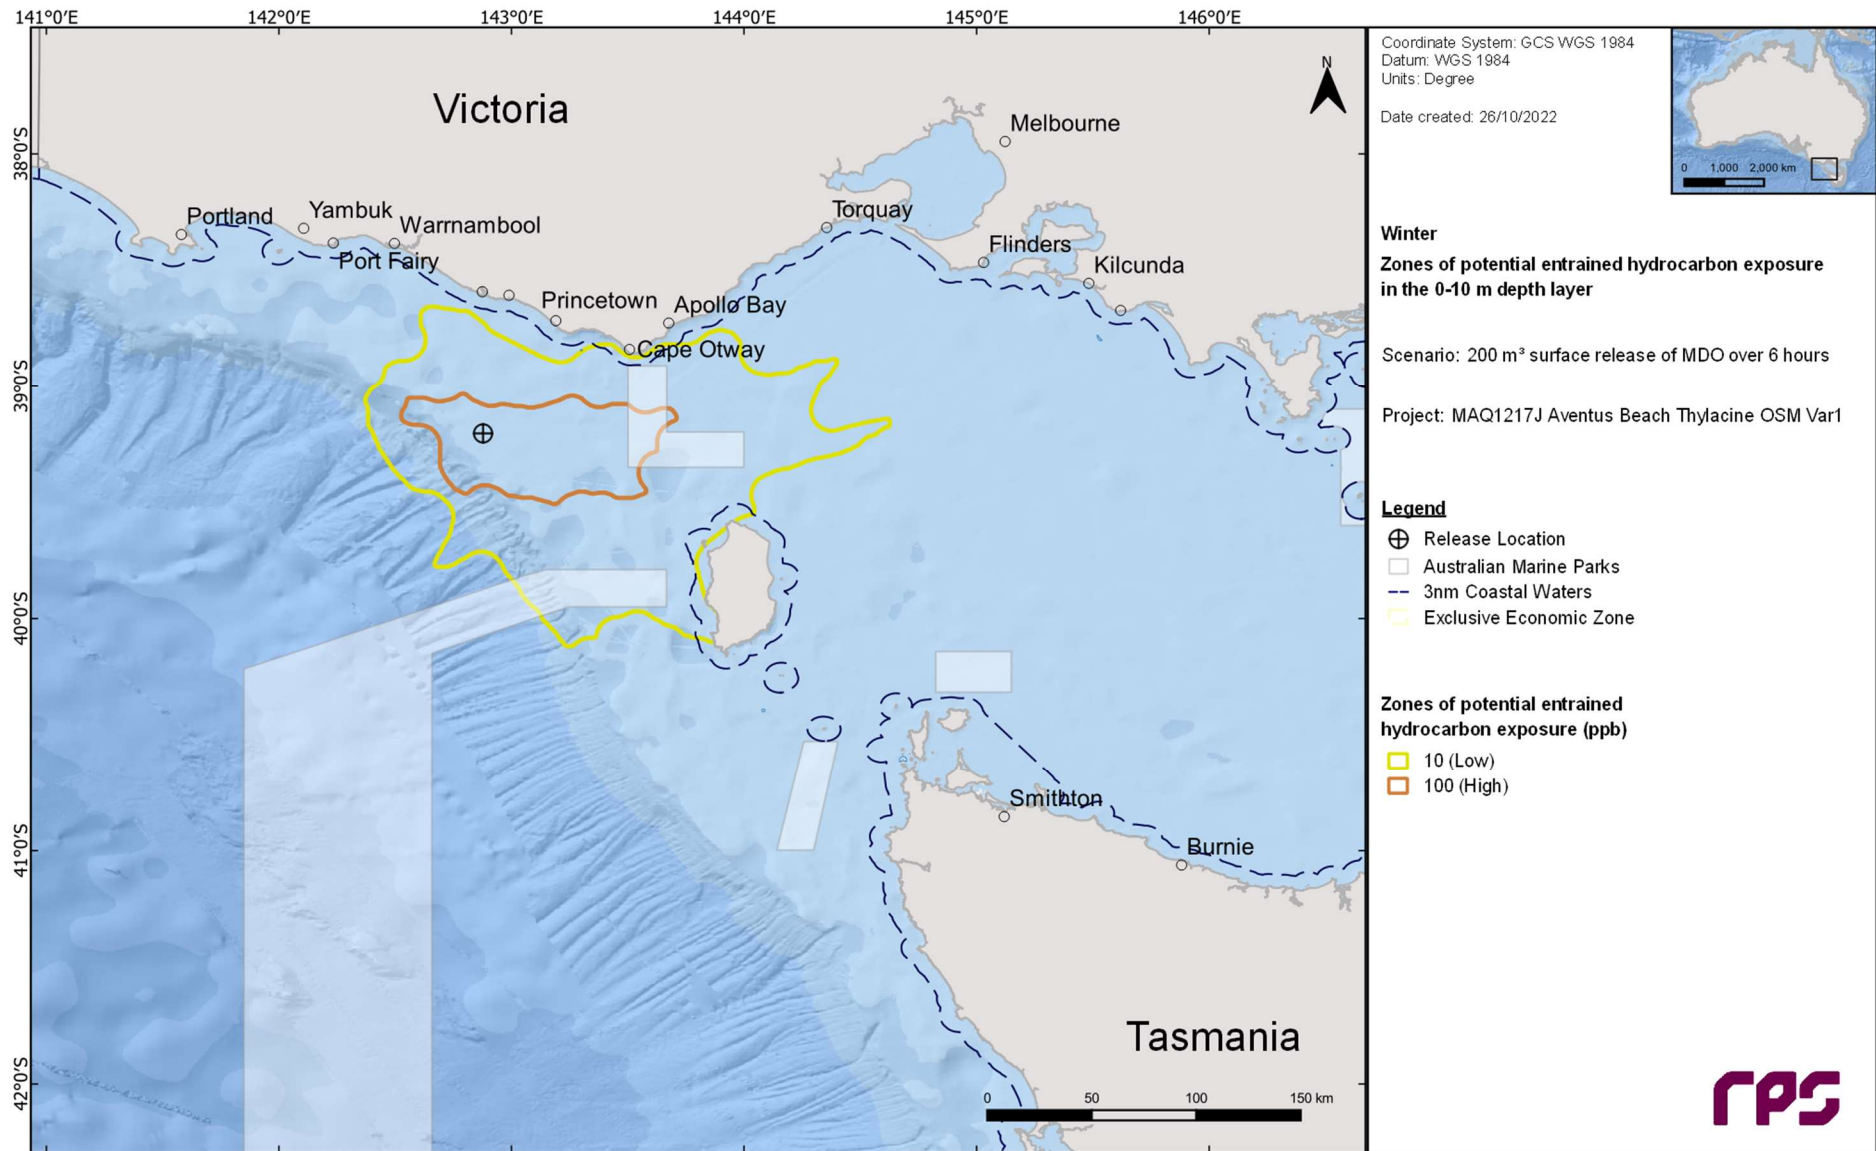 141°0'E 142°0'E 143°0'E 144°0'E 145°0'E 146°0'E
38°0'S
39°0'S
40°0'S
41°0'S
42°0'S
Victoria
N
Melbourne
Portland
Yambuk
Warrnambool
Port Fairy
Torquay
Flinders
Kilcunda
Princetown
Apollo Bay
Cape Otway
Smithton
Burnie
Tasmania
0 50 100 150 km
Coordinate System: GCS WGS 1984
Datum: WGS 1984
Units: Degree
Date created: 26/10/2022
0 1,000 2,000 km
Winter
Zones of potential entrained hydrocarbon exposure
in the 0-10 m depth layer
Scenario: 200 m³ surface release of MDO over 6 hours
Project: MAQ1217J Aventus Beach Thylacine OSM Var1
Legend
Release Location
Australian Marine Parks
3nm Coastal Waters
Exclusive Economic Zone
Zones of potential entrained
hydrocarbon exposure (ppb)
10 (Low)
100 (High)
rps